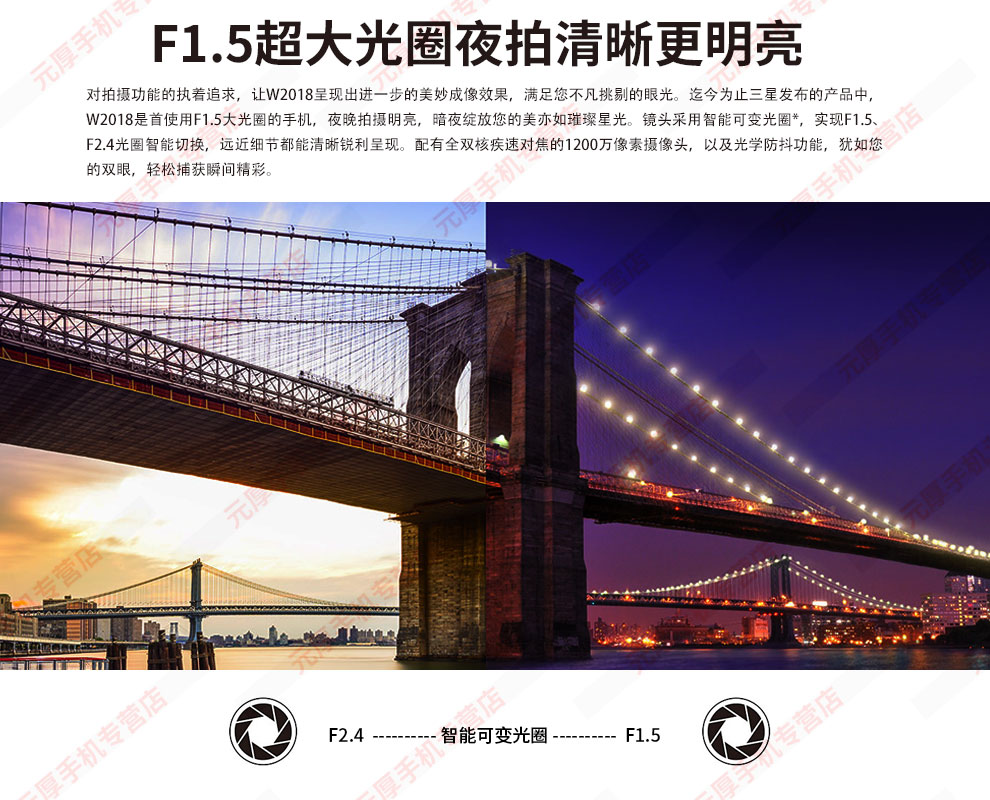 F1.5超大光圈夜拍清晰更明亮
对拍摄功能的执着追求，让W2018呈现出进一步的美妙成像效果，满足您不凡挑剔的眼光。迄今为止三星发布的产品中，
W2018是首使用F1.5大光圈的手机，夜晚拍摄明亮，暗夜绽放您的美亦如璀璨星光。镜头采用智能可变光圈*，实现F1.5、
F2.4光圈智能切换，远近细节都能清晰锐利呈现。配有全双核疾速对焦的1200万像素摄像头，以及光学防抖功能，犹如您
的双眼，轻松捕获瞬间精彩。
F2.4 ---------- 智能可变光圈 ---------- F1.5
元厚手机专营店